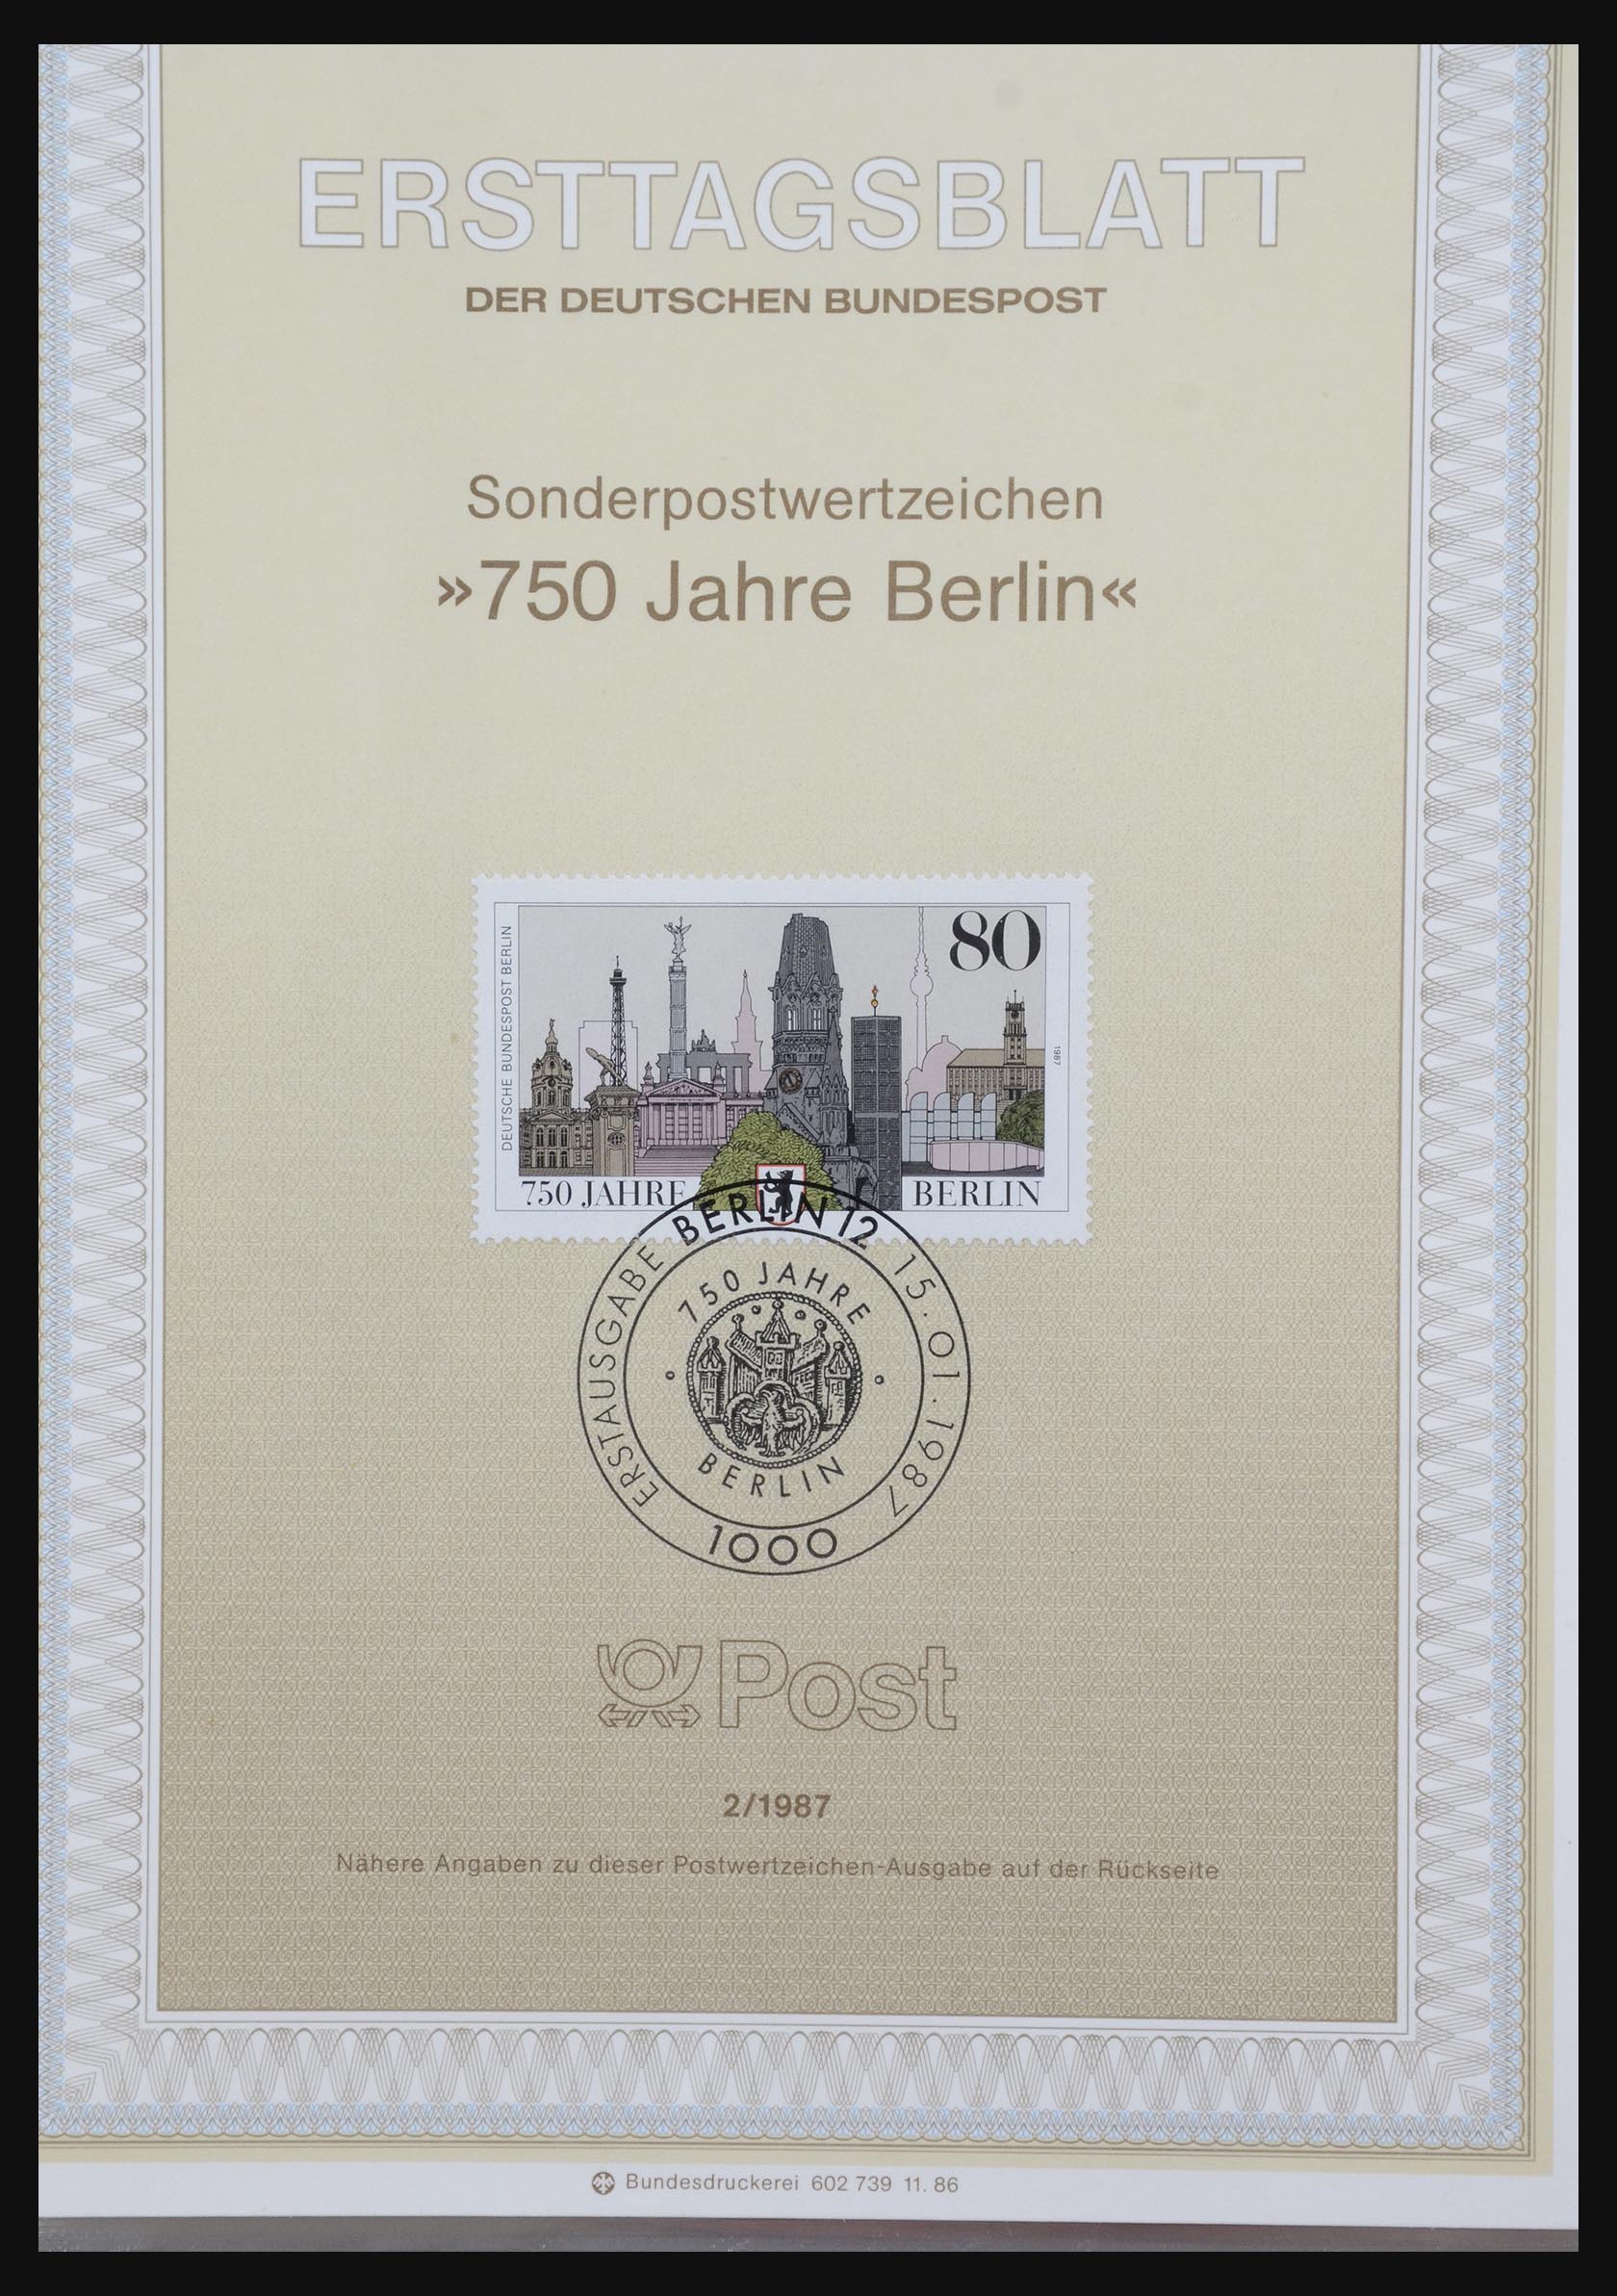 ERSTTAGSBLATT
DER DEUTSCHEN BUNDESPOST
Sonderpostwertzeichen
»750 Jahre Berlin«
DEUTSCHE BUNDESPOST BERLIN
80
1987
750 JAHRE BERLIN
ERSTAUSGABE BERLIN 12 15.01.1987
750 JAHRE
BERLIN
1000
Post
2/1987
Nähere Angaben zu dieser Postwertzeichen-Ausgabe auf der Rückseite
Bundesdruckerei 602 739 11. 86